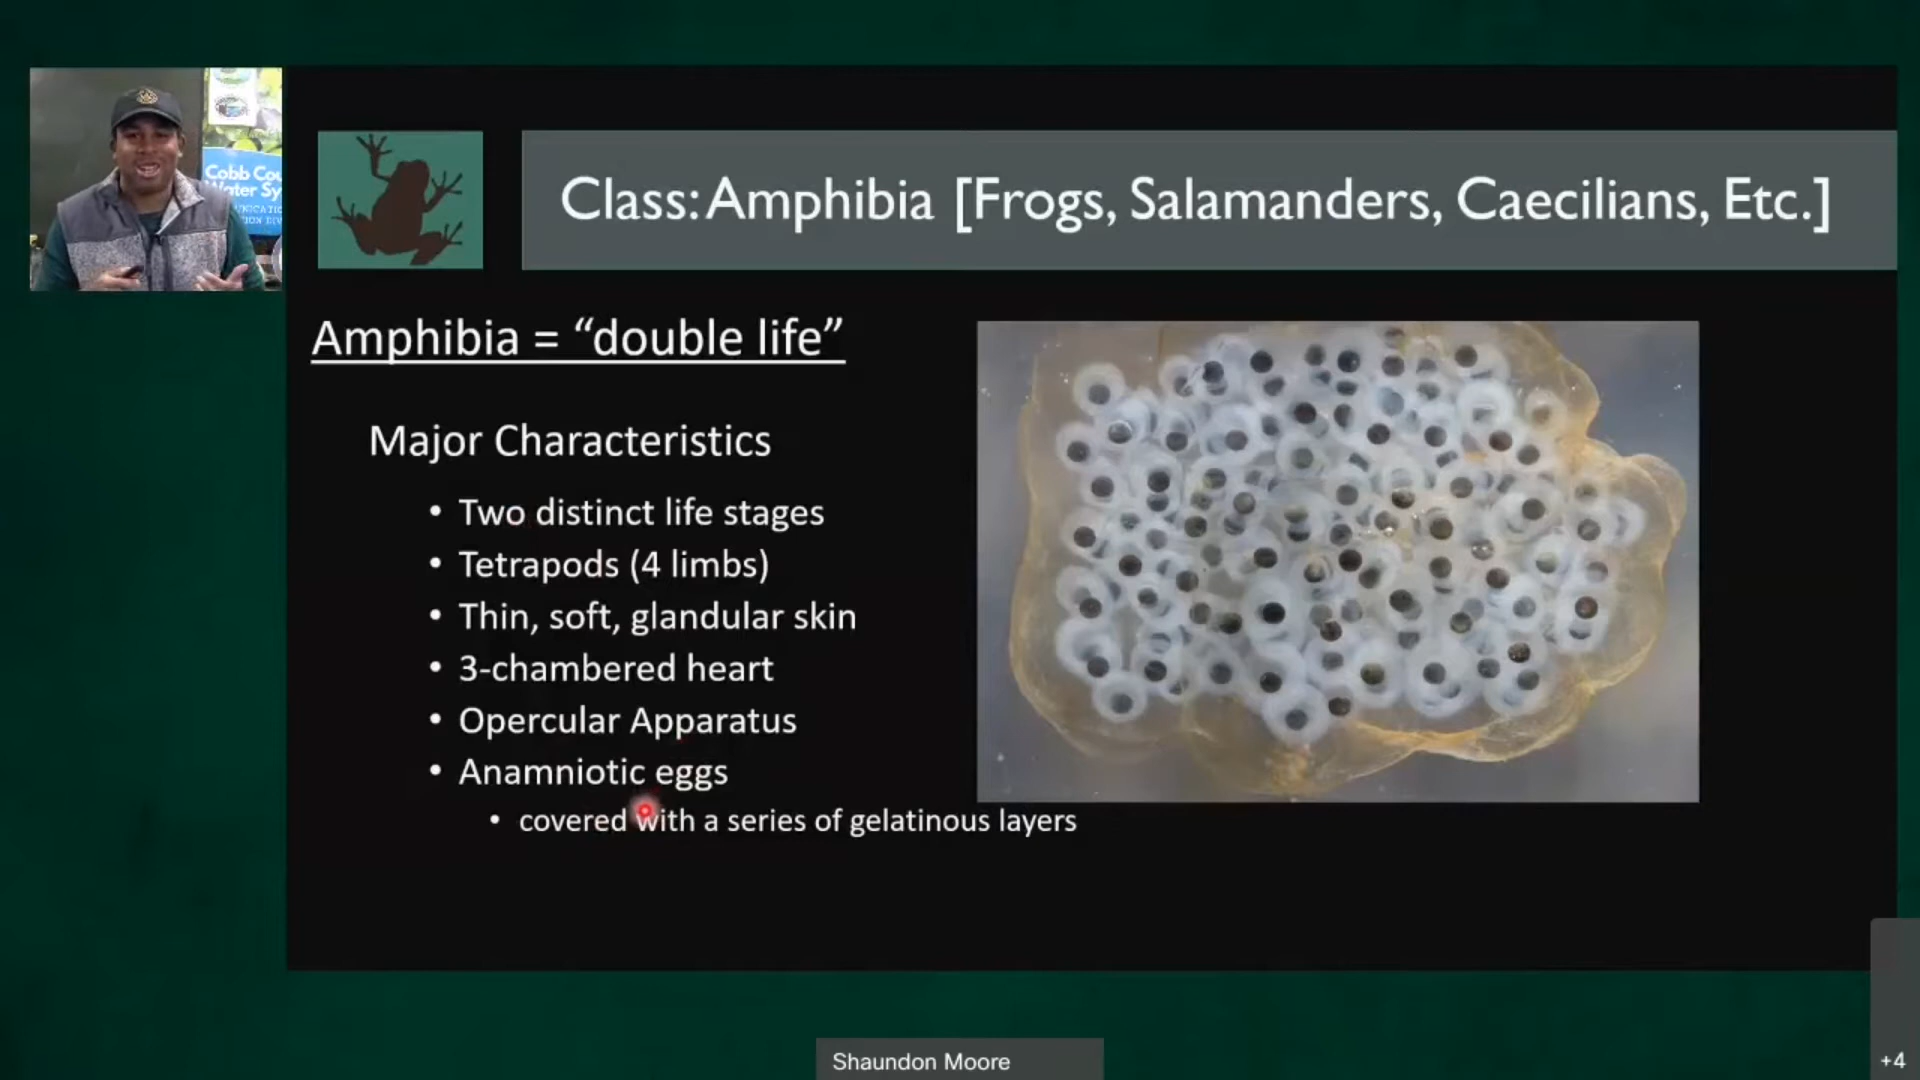 Cobb Cou
Water Sy
Class: Amphibia [Frogs, Salamanders, Caecilians, Etc.]
Amphibia = “double life”
Major Characteristics
• Two distinct life stages
• Tetrapods (4 limbs)
• Thin, soft, glandular skin
• 3-chambered heart
• Opercular Apparatus
• Anamniotic eggs
• covered with a series of gelatinous layers
Shaundon Moore
+4